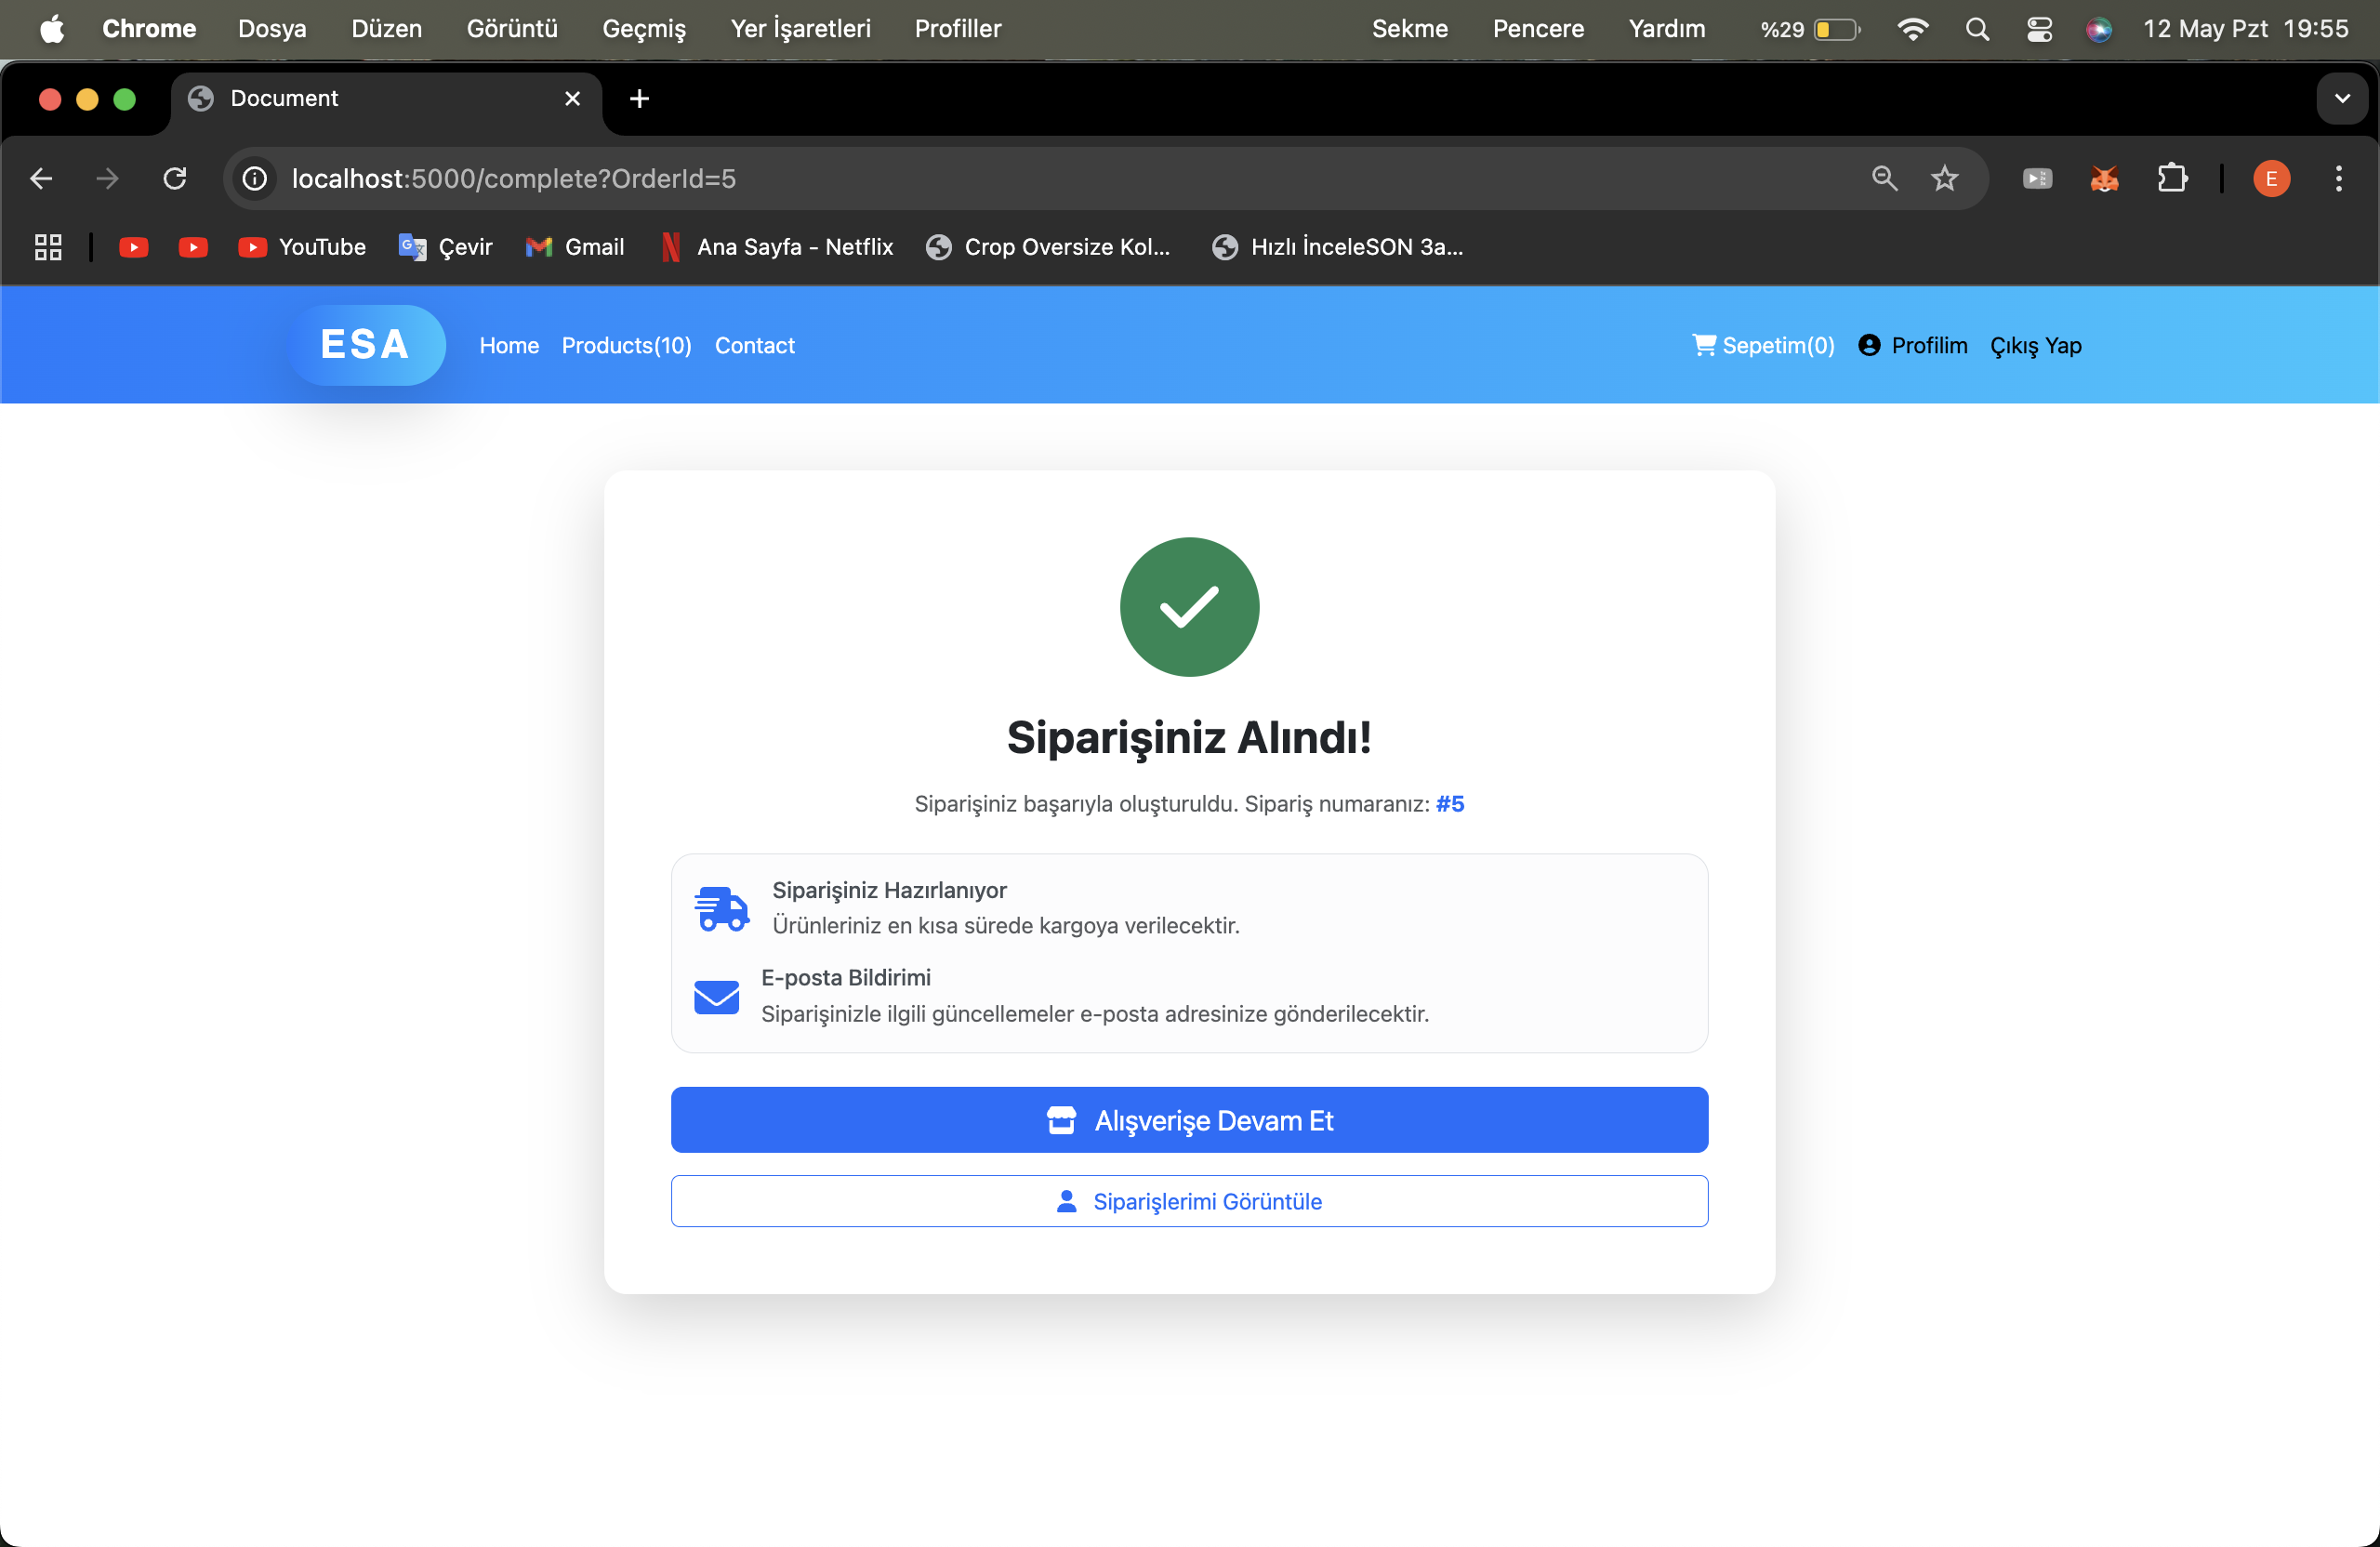 Chrome Dosya Düzen Görüntü Geçmiş Yer İşaretleri Profiller Sekme Pencere Yardım %29 12 May Pzt 19:55
Document
localhost:5000/complete?OrderId=5
E
YouTube Çevir Gmail Ana Sayfa - Netflix Crop Oversize Kol... Hızlı İnceleSON 3a...
ESA Home Products(10) Contact Sepetim(0) Profilim Çıkış Yap
Siparişiniz Alındı!
Siparişiniz başarıyla oluşturuldu. Sipariş numaranız: #5
Siparişiniz Hazırlanıyor
Ürünleriniz en kısa sürede kargoya verilecektir.
E-posta Bildirimi
Siparişinizle ilgili güncellemeler e-posta adresinize gönderilecektir.
Alışverişe Devam Et
Siparişlerimi Görüntüle